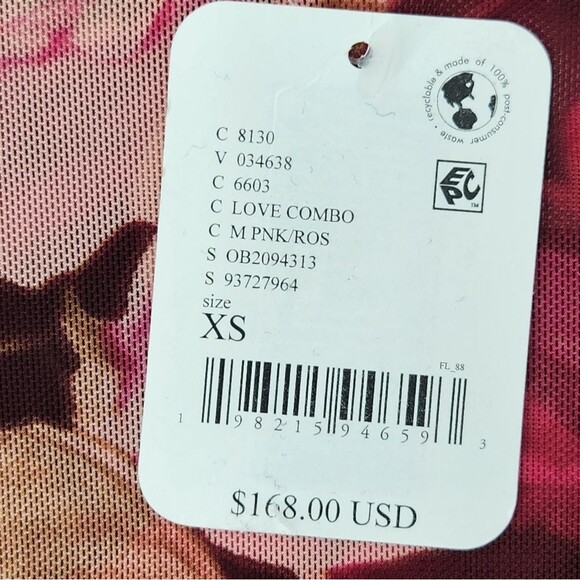 recyclable & made of 100% post-consumer waste •
EPC™
C 8130
V 034638
C 6603
C LOVE COMBO
C M PNK/ROS
S OB2094313
S 93727964
size
XS
FL_88
1 98215 94659 3
$168.00 USD